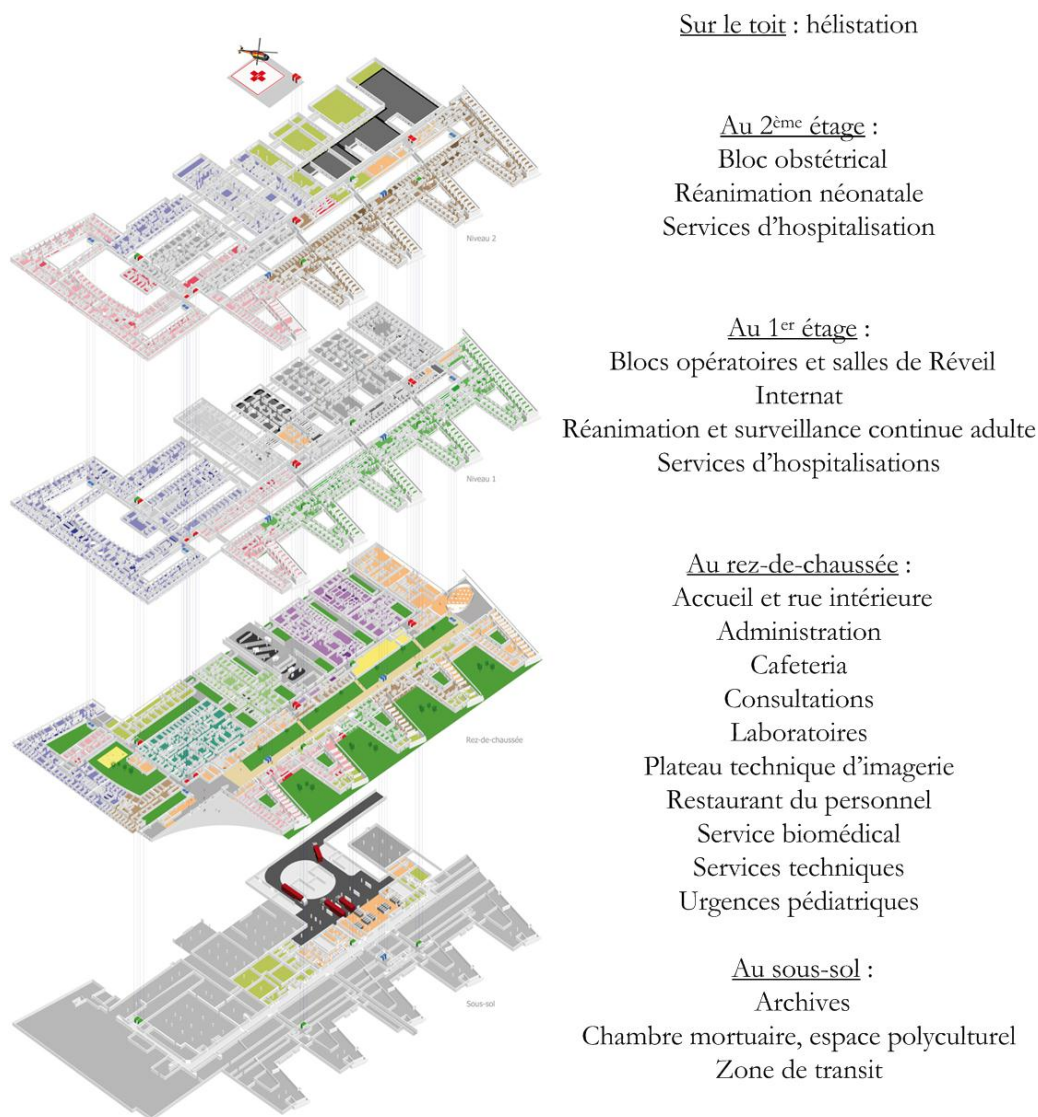 Sur le toit : hélistation
Au 2ème étage :
Bloc obstétrical
Réanimation néonatale
Services d'hospitalisation
Niveau 2
Au 1er étage :
Blocs opératoires et salles de Réveil
Internat
Réanimation et surveillance continue adulte
Services d'hospitalisations
Niveau 1
Au rez-de-chaussée :
Accueil et rue intérieure
Administration
Cafeteria
Consultations
Laboratoires
Plateau technique d'imagerie
Restaurant du personnel
Service biomédical
Services techniques
Urgences pédiatriques
Rez-de-chaussée
Au sous-sol :
Archives
Chambre mortuaire, espace polyculturel
Zone de transit
Sous-sol